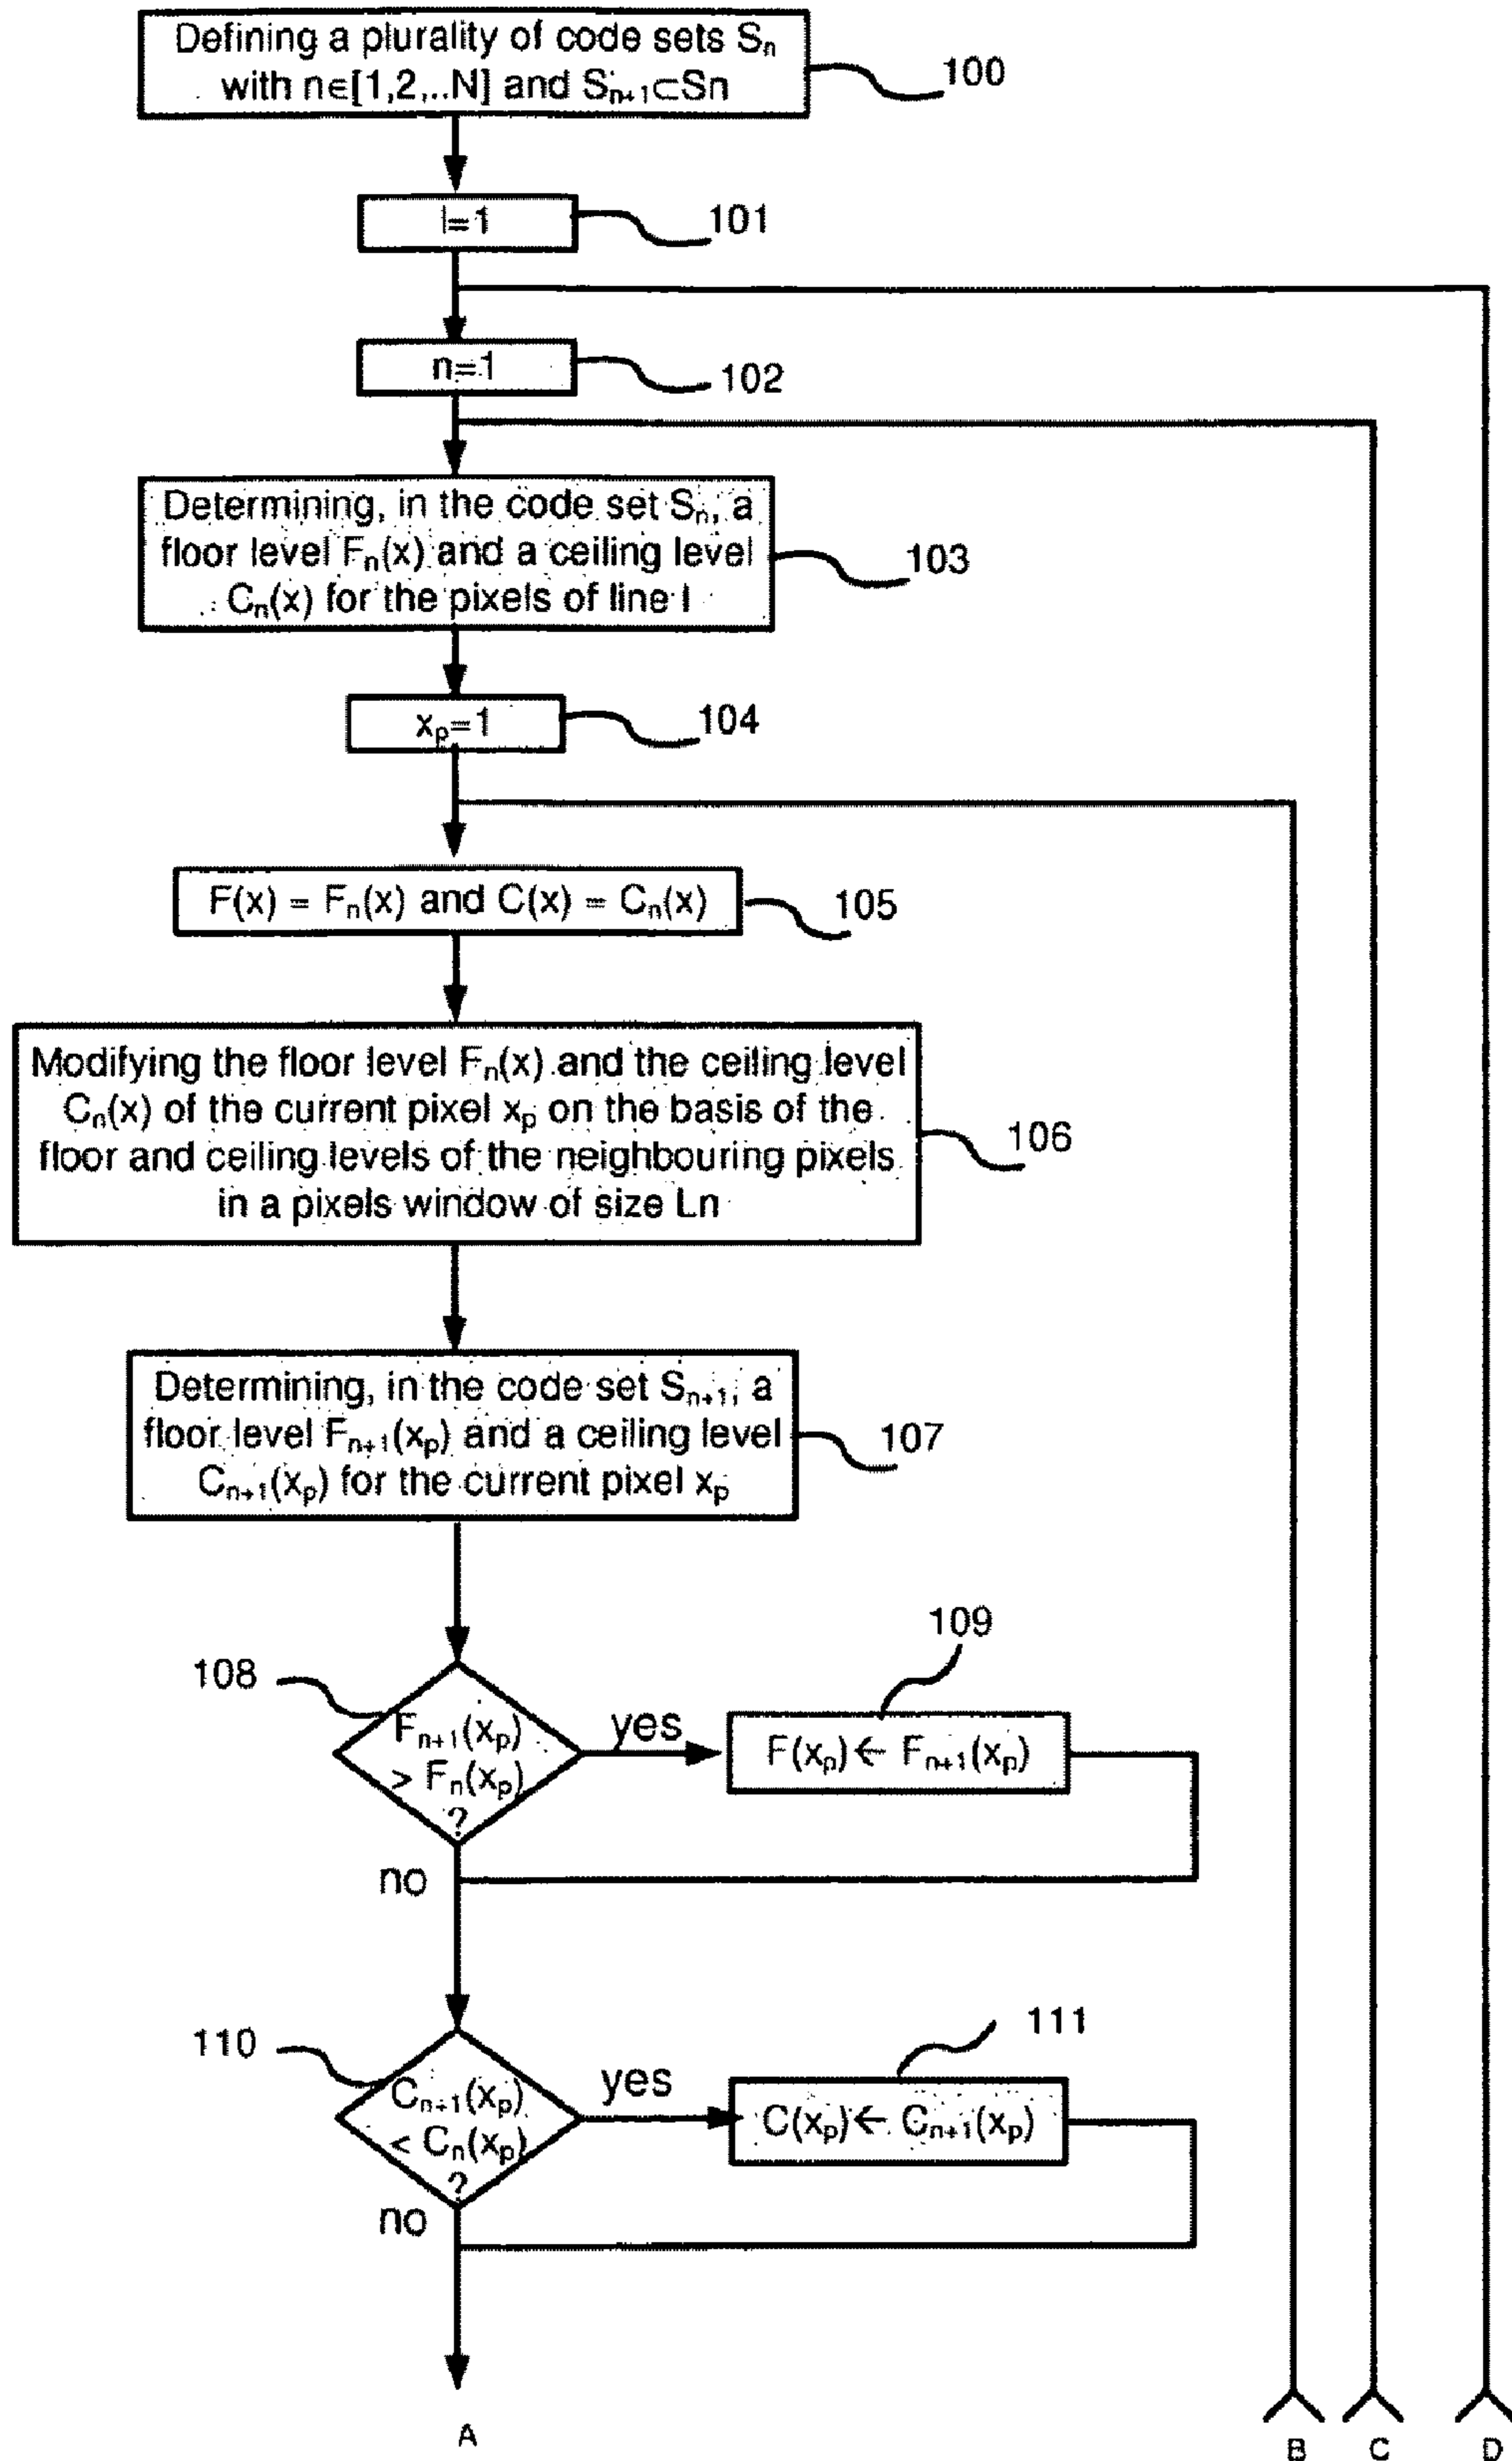 Defining a plurality of code sets Sₙ
with n∈[1,2,..N] and Sₙ₊₁⊂Sn
100
l=1
101
n=1
102
Determining, in the code set Sₙ, a
floor level Fₙ(x) and a ceiling level
Cₙ(x) for the pixels of line l
103
xₚ=1
104
F(x) = Fₙ(x) and C(x) = Cₙ(x)
105
Modifying the floor level Fₙ(x) and the ceiling level
Cₙ(x) of the current pixel xₚ on the basis of the
floor and ceiling levels of the neighbouring pixels
in a pixels window of size Ln
106
Determining, in the code set Sₙ₊₁, a
floor level Fₙ₊₁(xₚ) and a ceiling level
Cₙ₊₁(xₚ) for the current pixel xₚ
107
109
108
Fₙ₊₁(xₚ)
> Fₙ(xₚ)
?
yes
F(xₚ)← Fₙ₊₁(xₚ)
no
111
110
Cₙ₊₁(xₚ)
< Cₙ(xₚ)
?
yes
C(xₚ)← Cₙ₊₁(xₚ)
no
A
B
C
D